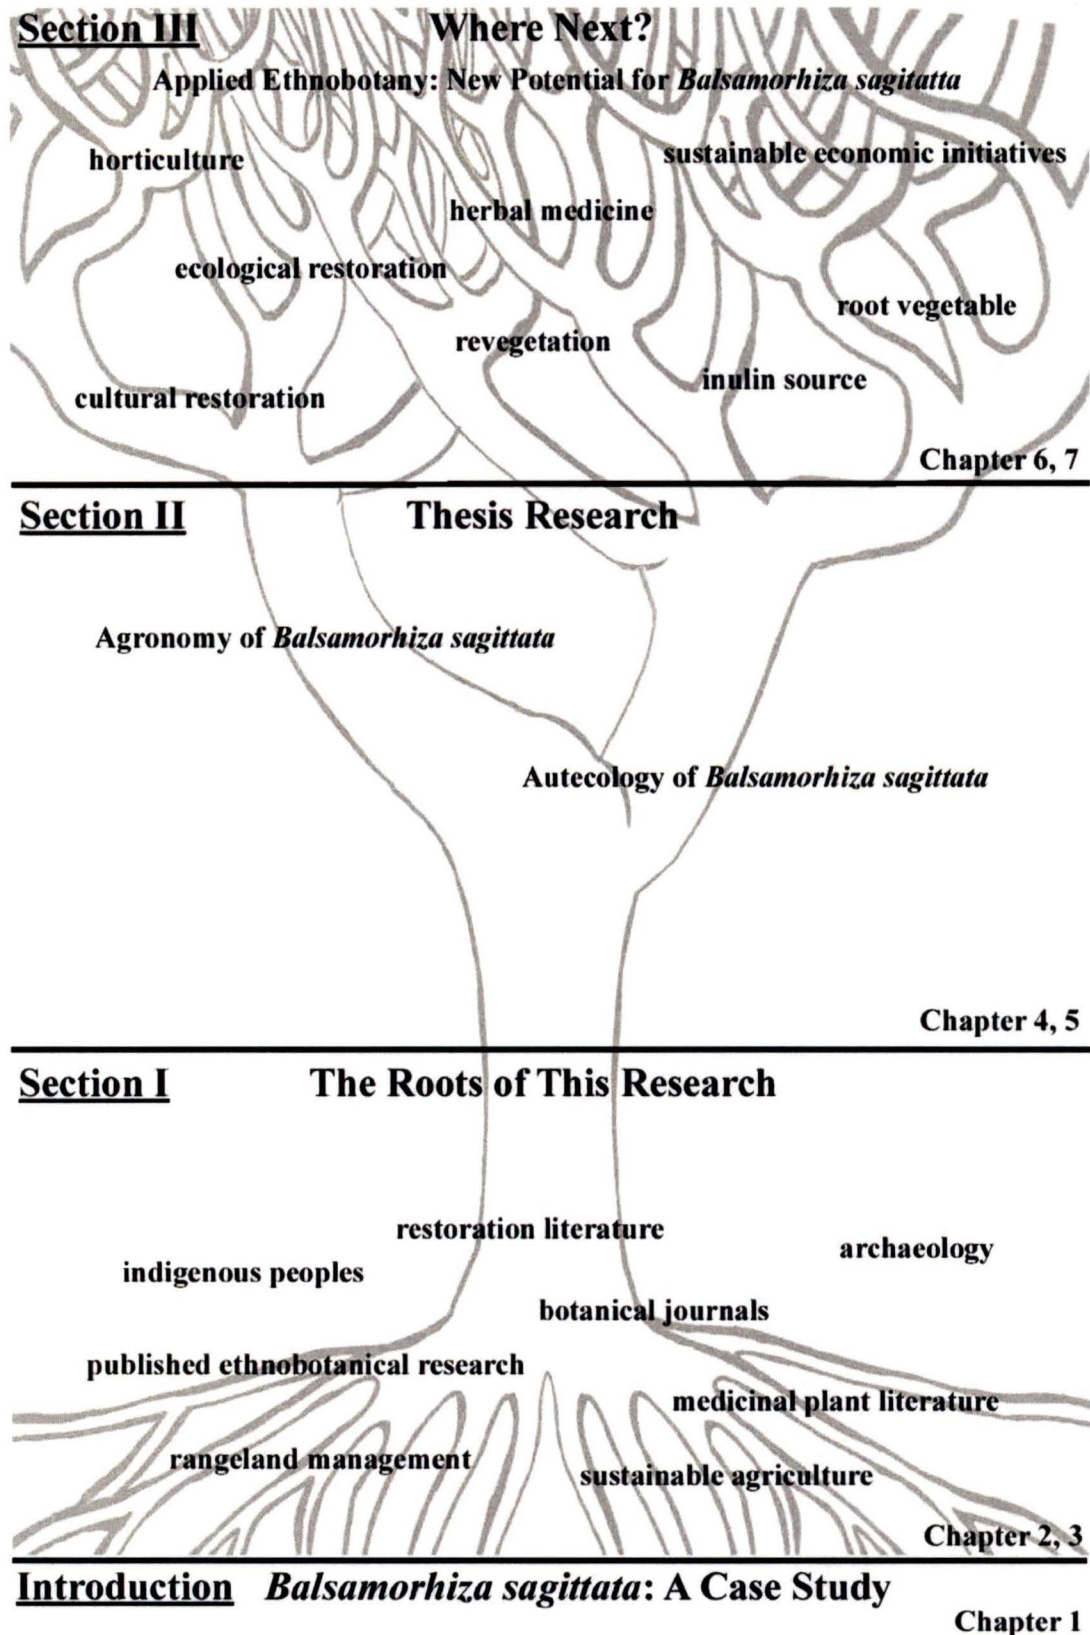 Section III Where Next?
Applied Ethnobotany: New Potential for Balsamorhiza sagitatta
horticulture
sustainable economic initiatives
herbal medicine
ecological restoration
root vegetable
revegetation
inulin source
cultural restoration
Chapter 6, 7
Section II Thesis Research
Agronomy of Balsamorhiza sagittata
Autecology of Balsamorhiza sagittata
Chapter 4, 5
Section I The Roots of This Research
restoration literature
archaeology
indigenous peoples
botanical journals
published ethnobotanical research
medicinal plant literature
rangeland management
sustainable agriculture
Chapter 2, 3
Introduction Balsamorhiza sagittata: A Case Study
Chapter 1